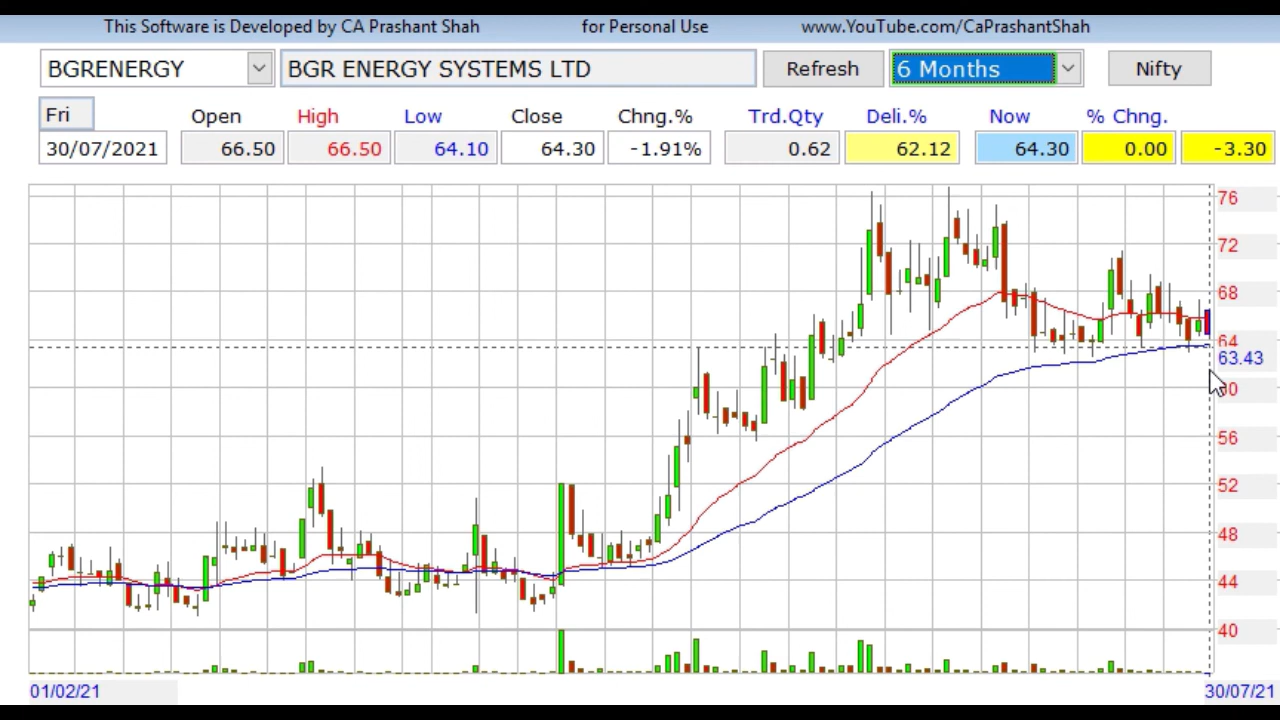 This Software is Developed by CA Prashant Shah for Personal Use www.YouTube.com/CaPrashantShah
BGRENERGY BGR ENERGY SYSTEMS LTD Refresh 6 Months Nifty
Fri Open High Low Close Chng.% Trd.Qty Deli.% Now % Chng.
30/07/2021 66.50 66.50 64.10 64.30 -1.91% 0.62 62.12 64.30 0.00 -3.30
76
72
68
64
63.43
56
52
48
44
40
01/02/21 30/07/21